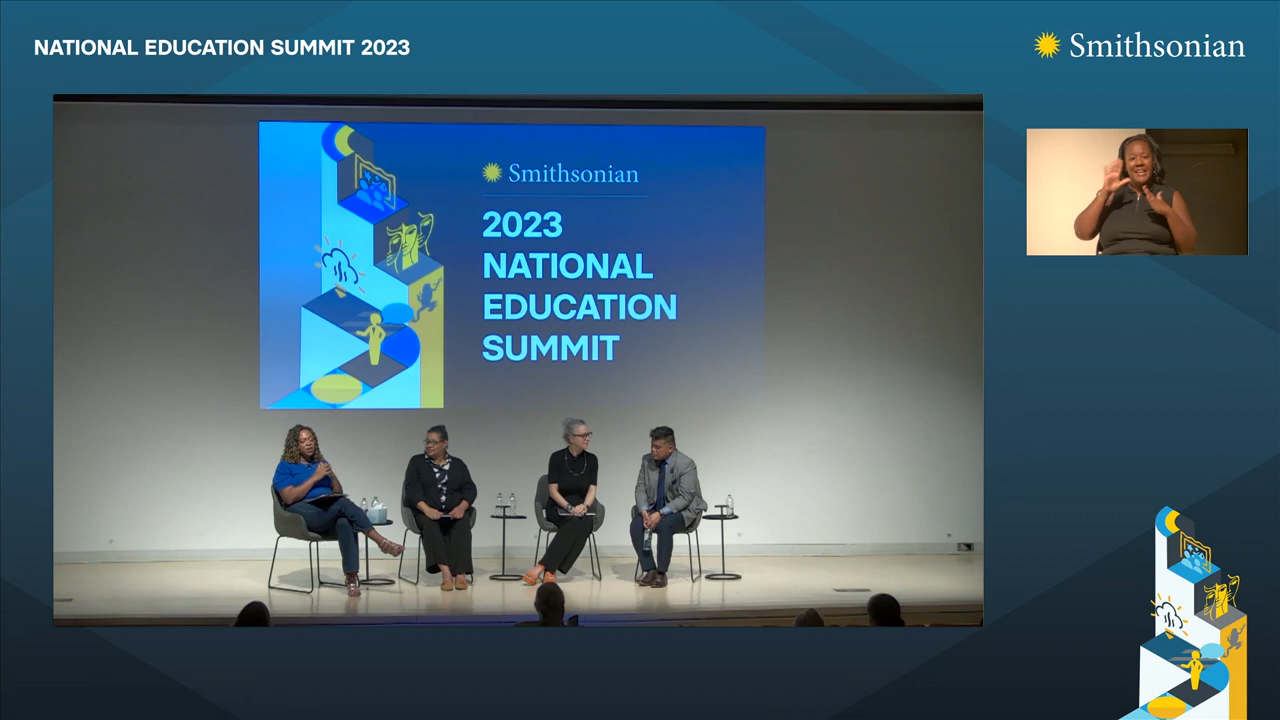 NATIONAL EDUCATION SUMMIT 2023
Smithsonian
Smithsonian
2023
NATIONAL
EDUCATION
SUMMIT